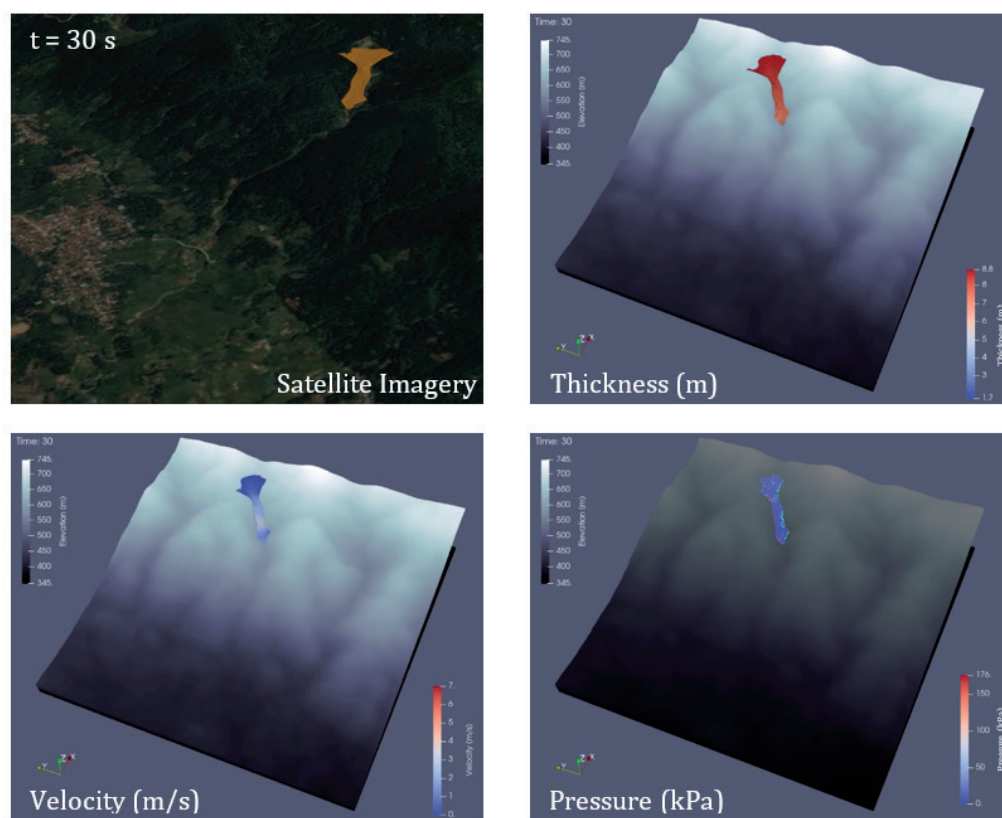 t = 30 s
Satellite Imagery
Time: 30
745.
700
650
600
550
500
450
400
345.
Elevation (m)
8.8
8
7
6
5
4
3
1.7
Thickness (m)
Y Z X
Thickness (m)
Time: 30
745.
700
650
600
550
500
450
400
345.
Elevation (m)
7.
6
5
4
3
2
1
0.
Velocity (m/s)
Y Z X
Velocity (m/s)
Time: 30
745.
700
650
600
550
500
450
400
345.
Elevation (m)
176.
150
100
50
0.
Pressure (kPa)
Y Z X
Pressure (kPa)